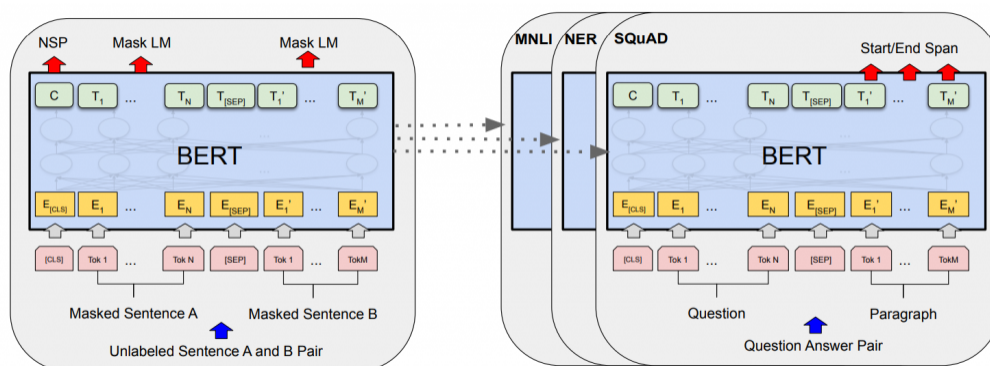 NSP Mask LM Mask LM
C T1 ... TN T[SEP] T1' ... TM'
BERT
E[CLS] E1 ... EN E[SEP] E1' ... EM'
[CLS] Tok 1 ... Tok N [SEP] Tok 1 ... TokM
Masked Sentence A Masked Sentence B
Unlabeled Sentence A and B Pair
MNLI NER SQuAD
Start/End Span
C T1 ... TN T[SEP] T1' ... TM'
BERT
E[CLS] E1 ... EN E[SEP] E1' ... EM'
[CLS] Tok 1 ... Tok N [SEP] Tok 1 ... TokM
Question Paragraph
Question Answer Pair